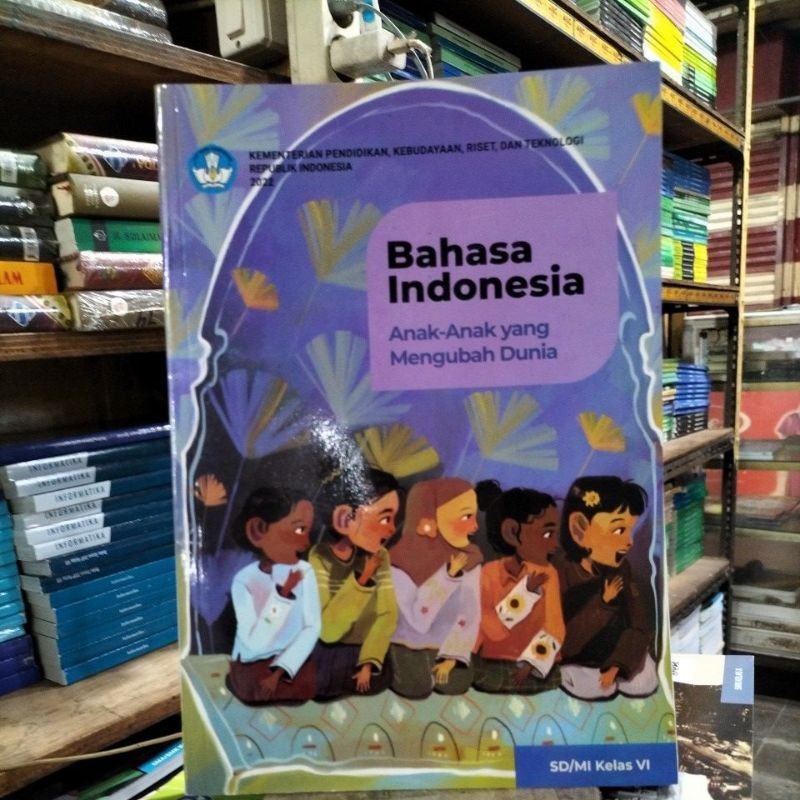 KEMENTERIAN PENDIDIKAN, KEBUDAYAAN, RISET, DAN TEKNOLOGI
REPUBLIK INDONESIA
2022
Bahasa
Indonesia
Anak-Anak yang
Mengubah Dunia
SD/MI Kelas VI
INFORMATIKA
INFORMATIKA
INFORMATIKA
INFORMATIKA
INFORMATIKA